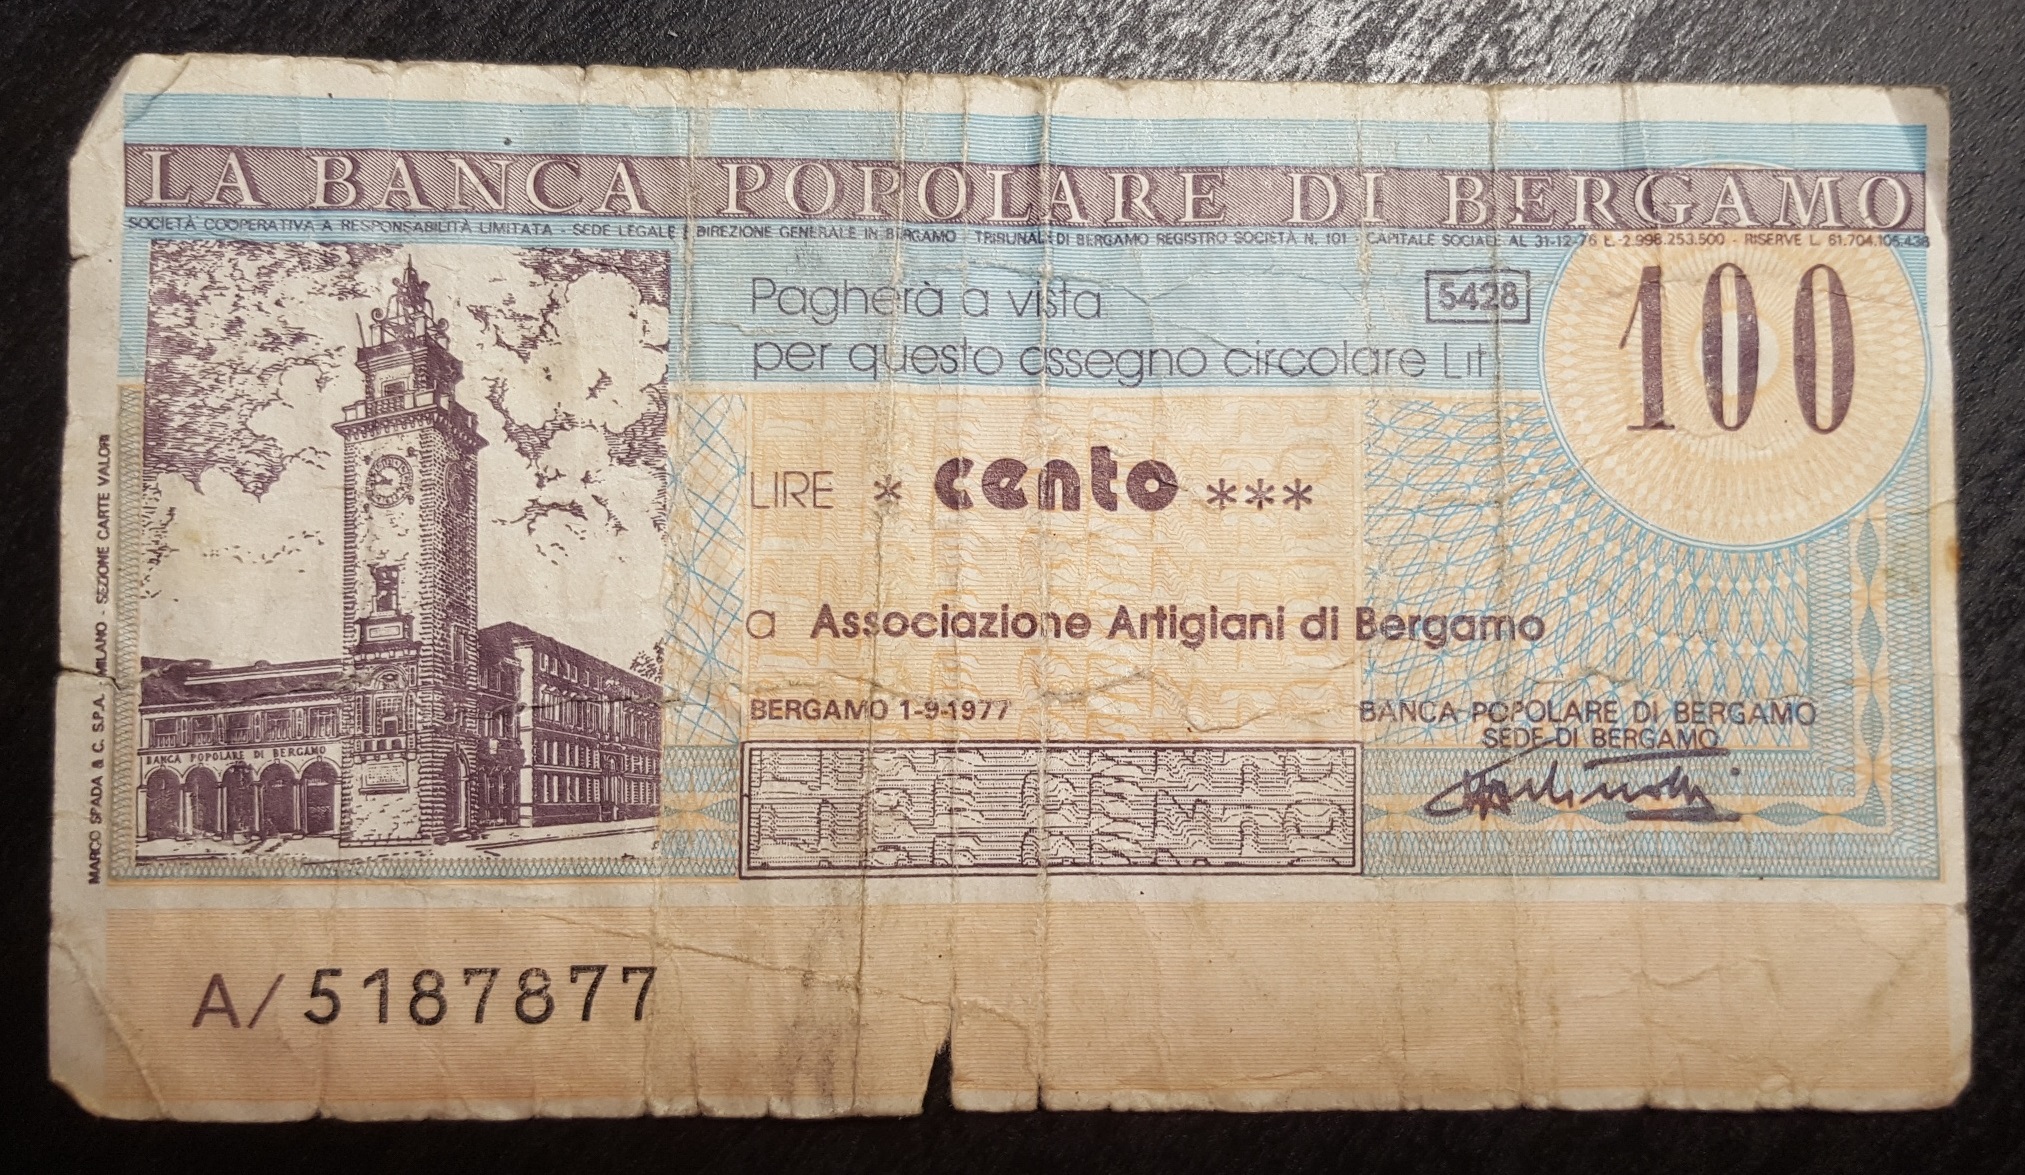 LA BANCA POPOLARE DI BERGAMO
SOCIETÀ COOPERATIVA A RESPONSABILITÀ LIMITATA - SEDE LEGALE E DIREZIONE GENERALE IN BERGAMO - TRIBUNALE DI BERGAMO REGISTRO SOCIETÀ N. 101 - CAPITALE SOCIALE AL 31-12-76 L. 2.998.253.500 - RISERVE L. 61.704.105.438
Pagherà a vista
5428
100
per questo assegno circolare Lit
LIRE * cento ***
a Associazione Artigiani di Bergamo
BERGAMO 1-9-1977
BANCA POPOLARE DI BERGAMO
SEDE DI BERGAMO
BANCA POPOLARE DI BERGAMO
MARCO SPADA & C. S.P.A. MILANO - SEZIONE CARTE VALORI
A/5187877